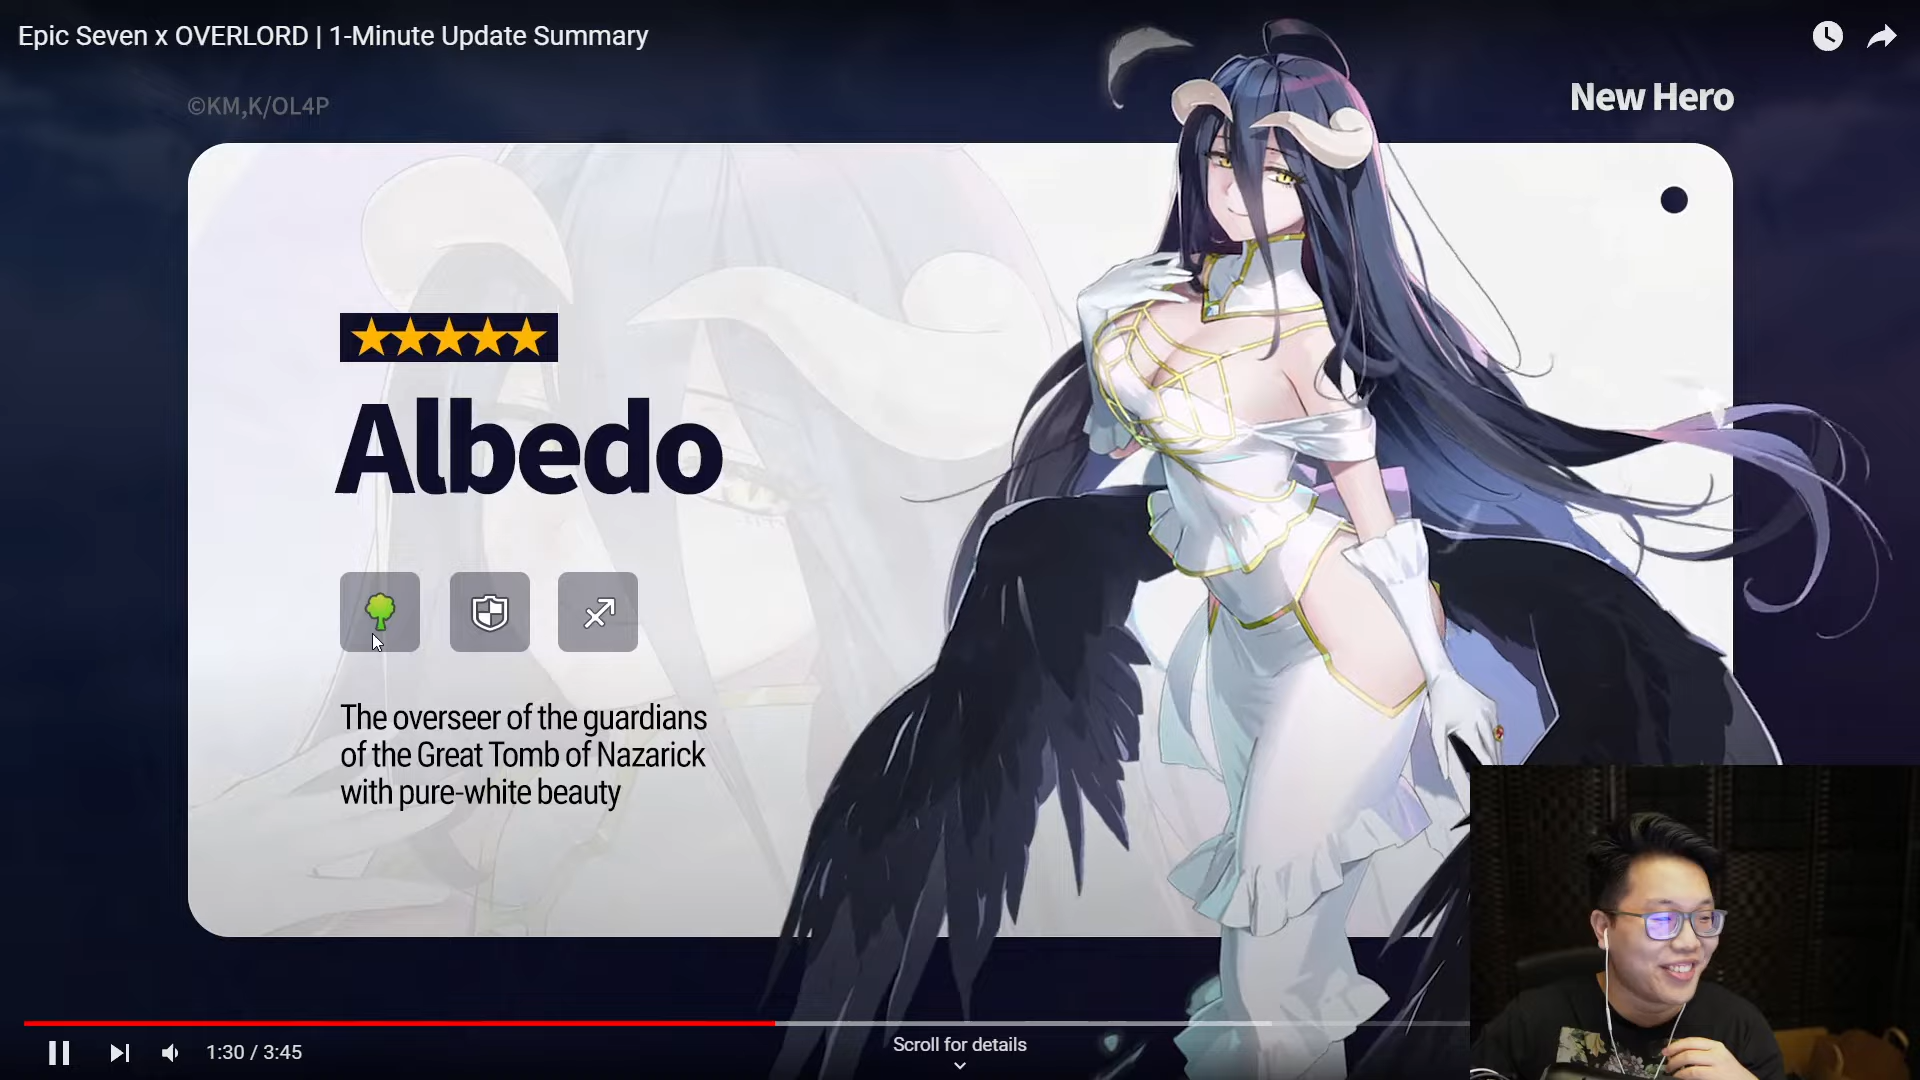 Epic Seven x OVERLORD | 1-Minute Update Summary
©KM,K/OL4P
New Hero
Albedo
The overseer of the guardians
of the Great Tomb of Nazarick
with pure-white beauty
1:30 / 3:45
Scroll for details